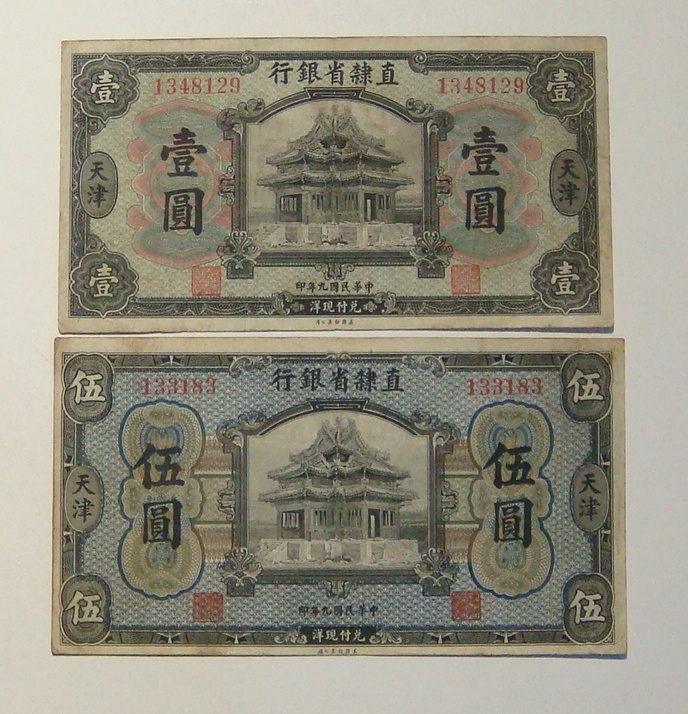 直隸省銀行
1348129
1348129
壹
壹
壹圓
壹圓
天津
天津
壹
壹
中華民國九年印
兌付現洋
直隸省銀行
133183
133183
伍
伍
伍圓
伍圓
天津
天津
伍
伍
中華民國九年印
兌付現洋